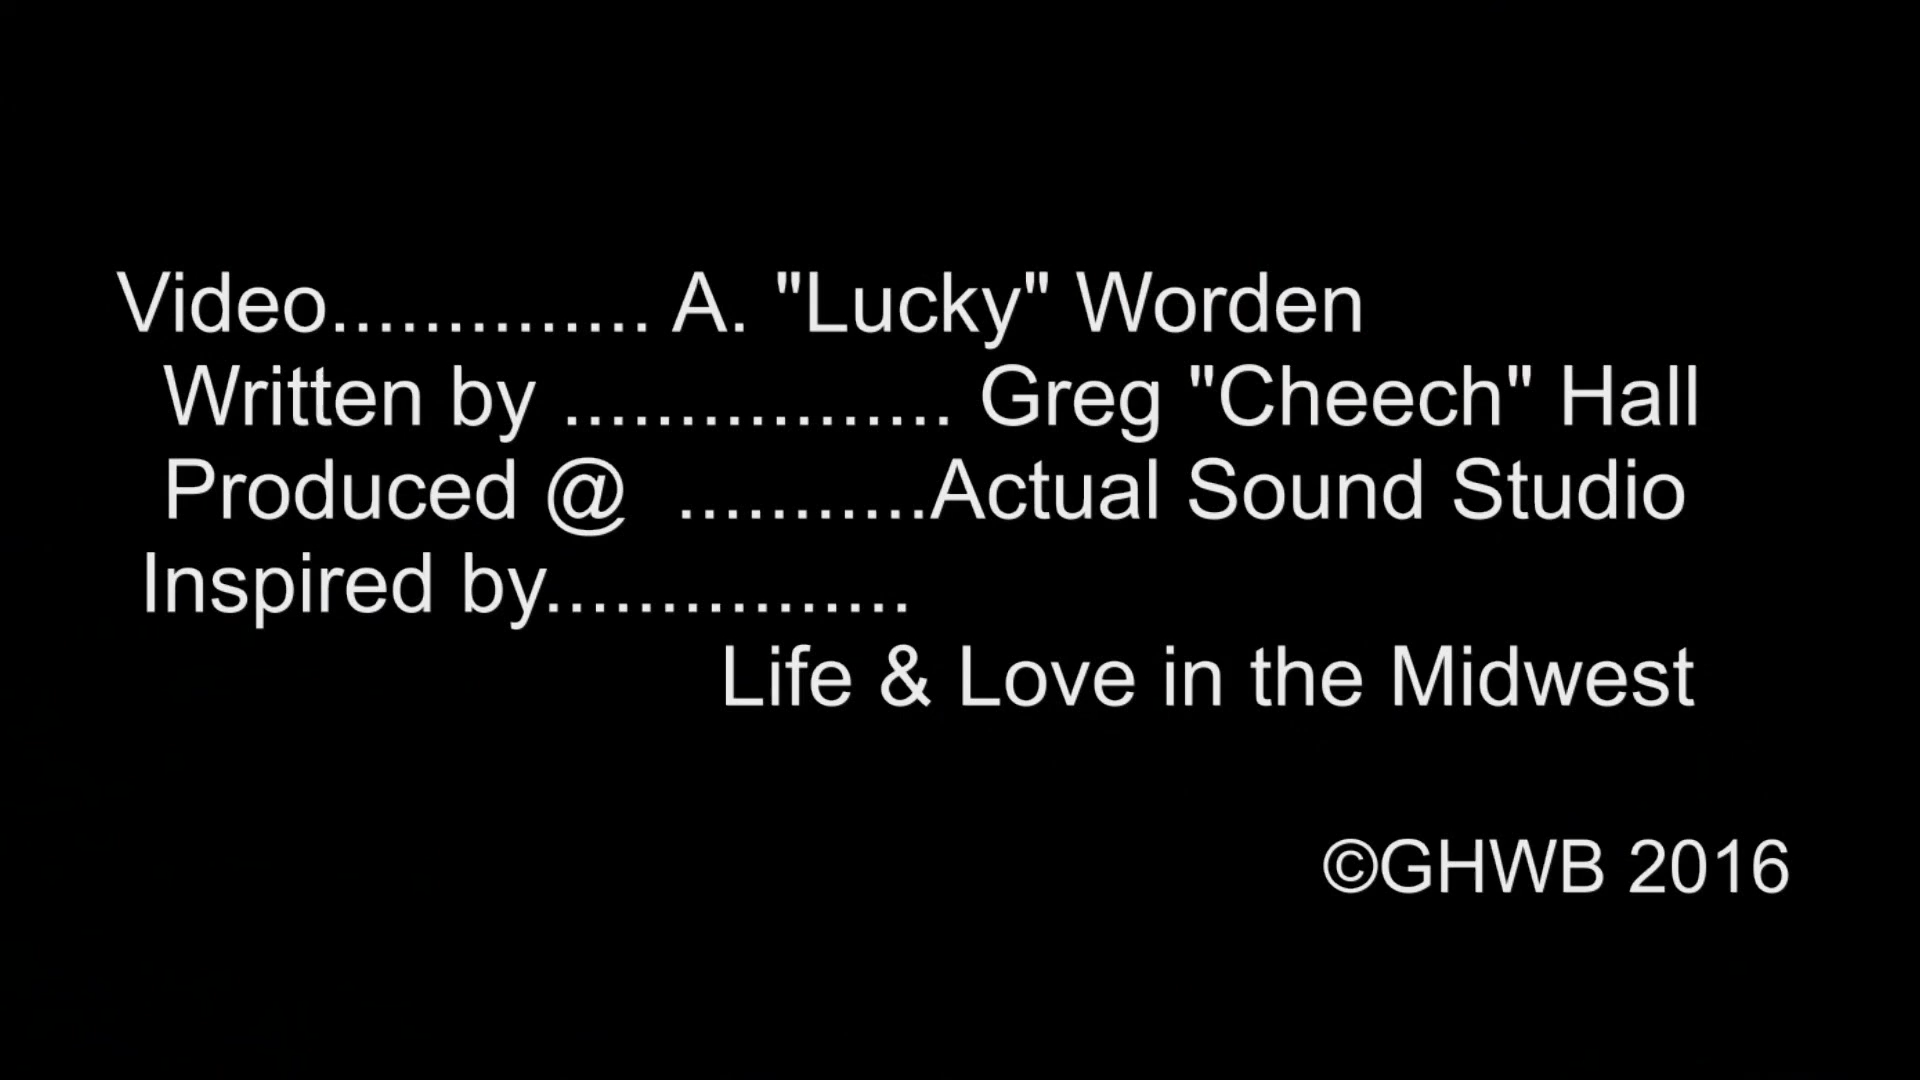 Video.............. A. "Lucky" Worden
Written by ................. Greg "Cheech" Hall
Produced @  ...........Actual Sound Studio
Inspired by................
Life & Love in the Midwest
©GHWB 2016